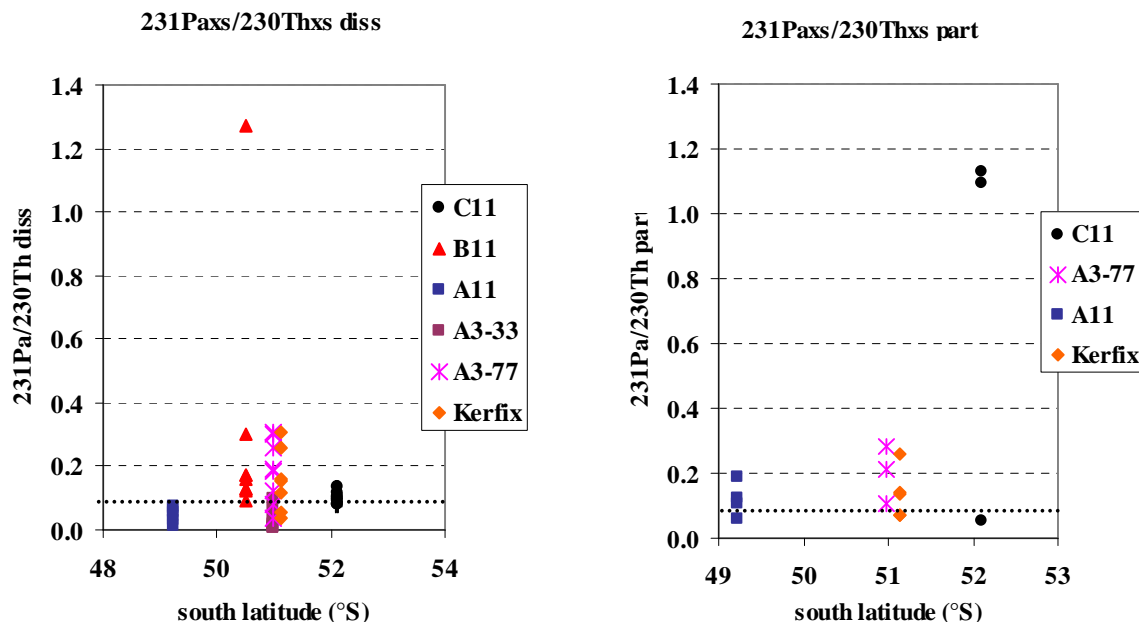 231Paxs/230Thxs diss
1.4
1.2
1.0
0.8
0.6
0.4
0.2
0.0
48
50
52
54
231Pa/230Th diss
south latitude (°S)
C11
B11
A11
A3-33
A3-77
Kerfix
231Paxs/230Thxs part
1.4
1.2
1.0
0.8
0.6
0.4
0.2
0.0
49
50
51
52
53
231Pa/230Th part
south latitude (°S)
C11
A3-77
A11
Kerfix